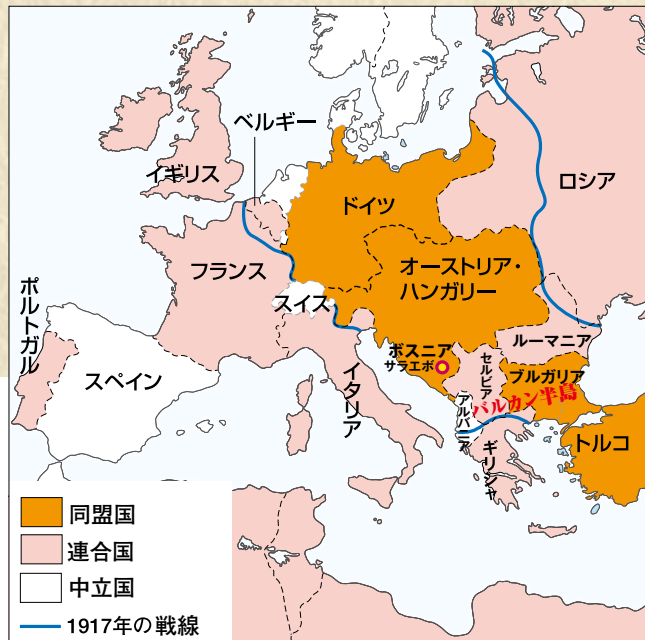 ベルギー
イギリス
ドイツ
ロシア
フランス
オーストリア・
ハンガリー
スイス
ポルトガル
スペイン
イタリア
ボスニア
サラエボ
セルビア
ルーマニア
ブルガリア
バルカン半島
アルバニア
ギリシャ
トルコ
同盟国
連合国
中立国
1917年の戦線